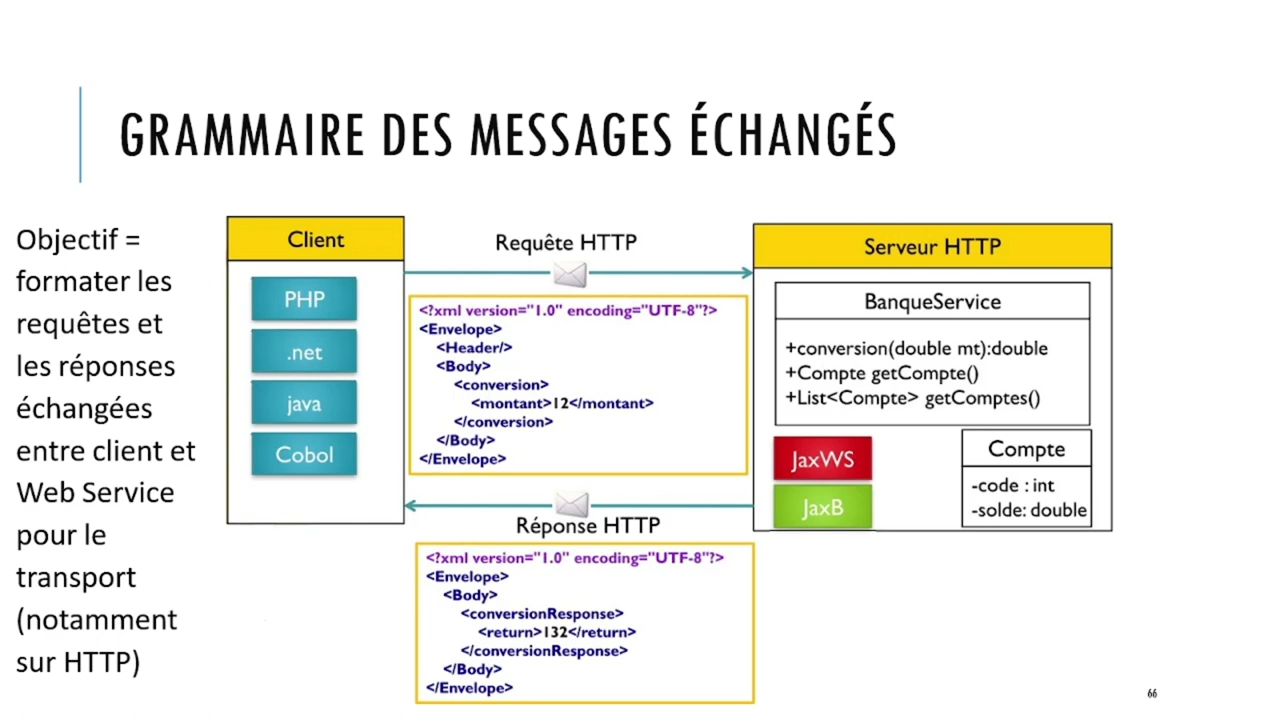 GRAMMAIRE DES MESSAGES ÉCHANGÉS
Objectif =
formater les
requêtes et
les réponses
échangées
entre client et
Web Service
pour le
transport
(notamment
sur HTTP)
Client
PHP
.net
java
Cobol
Requête HTTP
<?xml version="1.0" encoding="UTF-8"?>
<Envelope>
<Header/>
<Body>
<conversion>
<montant>12</montant>
</conversion>
</Body>
</Envelope>
Réponse HTTP
<?xml version="1.0" encoding="UTF-8"?>
<Envelope>
<Body>
<conversionResponse>
<return>132</return>
</conversionResponse>
</Body>
</Envelope>
Serveur HTTP
BanqueService
+conversion(double mt):double
+Compte getCompte()
+List<Compte> getComptes()
JaxWS
JaxB
Compte
-code : int
-solde: double
66